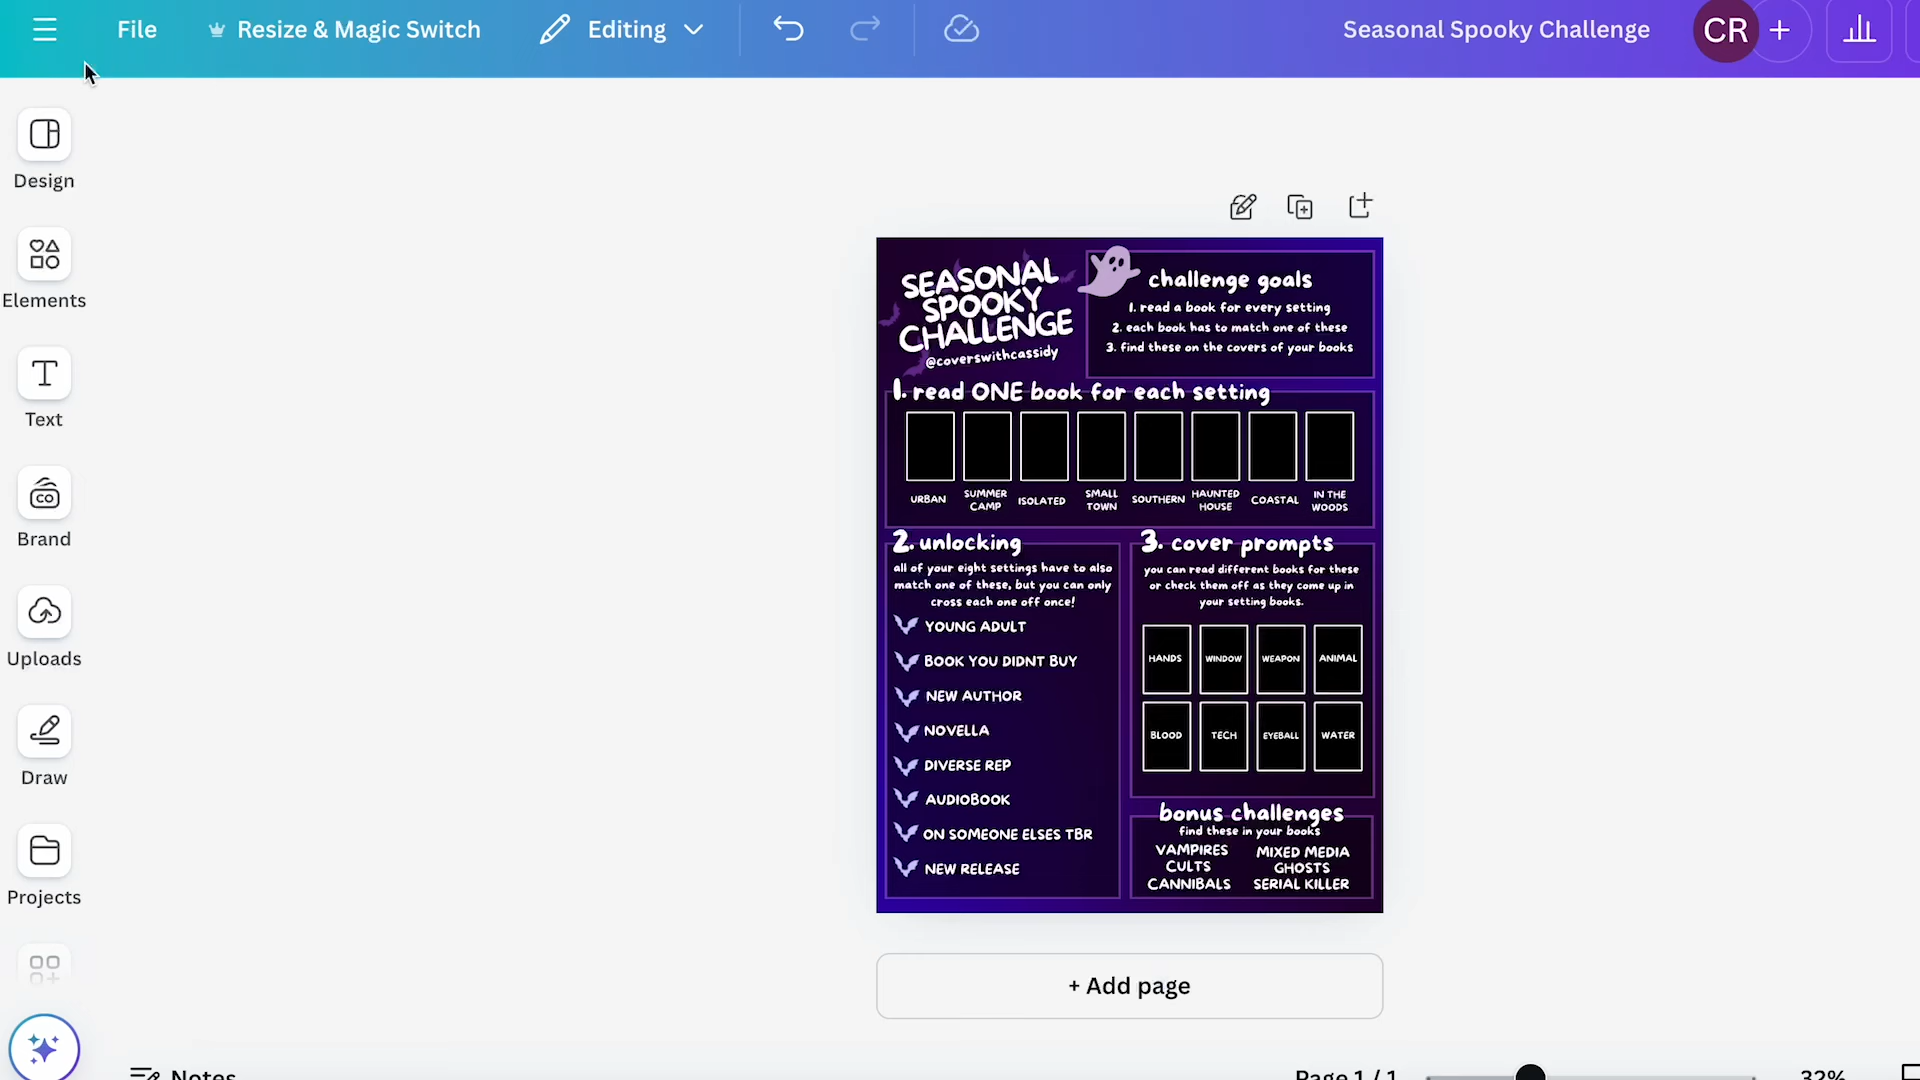 File
Resize & Magic Switch
Editing
Seasonal Spooky Challenge
CR
Design
Elements
Text
CO
Brand
Uploads
Draw
Projects
SEASONAL
SPOOKY
CHALLENGE
@coverswithcassidy
challenge goals
1. read a book for every setting
2. each book has to match one of these
3. find these on the covers of your books
1. read ONE book for each setting
URBAN
SUMMER
CAMP
ISOLATED
SMALL
TOWN
SOUTHERN
HAUNTED
HOUSE
COASTAL
IN THE
WOODS
2. unlocking
all of your eight settings have to also
match one of these, but you can only
cross each one off once!
YOUNG ADULT
BOOK YOU DIDNT BUY
NEW AUTHOR
NOVELLA
DIVERSE REP
AUDIOBOOK
ON SOMEONE ELSES TBR
NEW RELEASE
3. cover prompts
you can read different books for these
or check them off as they come up in
your setting books.
HANDS
WINDOW
WEAPON
ANIMAL
BLOOD
TECH
EYEBALL
WATER
bonus challenges
find these in your books
VAMPIRES
CULTS
CANNIBALS
MIXED MEDIA
GHOSTS
SERIAL KILLER
+ Add page
Notes
Page 1 / 1
32%